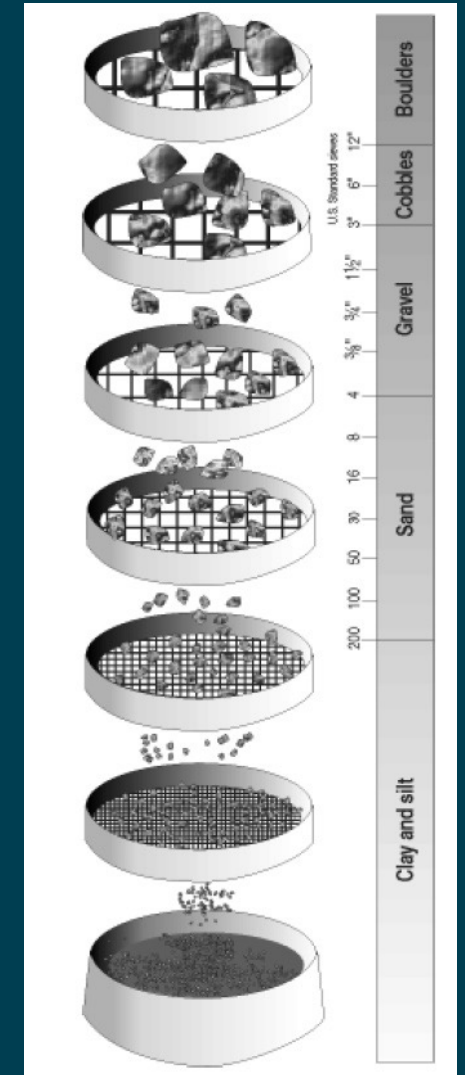 U.S. Standard sieves
12"
6"
3"
1½"
¾"
⅜"
4
8
16
30
50
100
200
Boulders
Cobbles
Gravel
Sand
Clay and silt